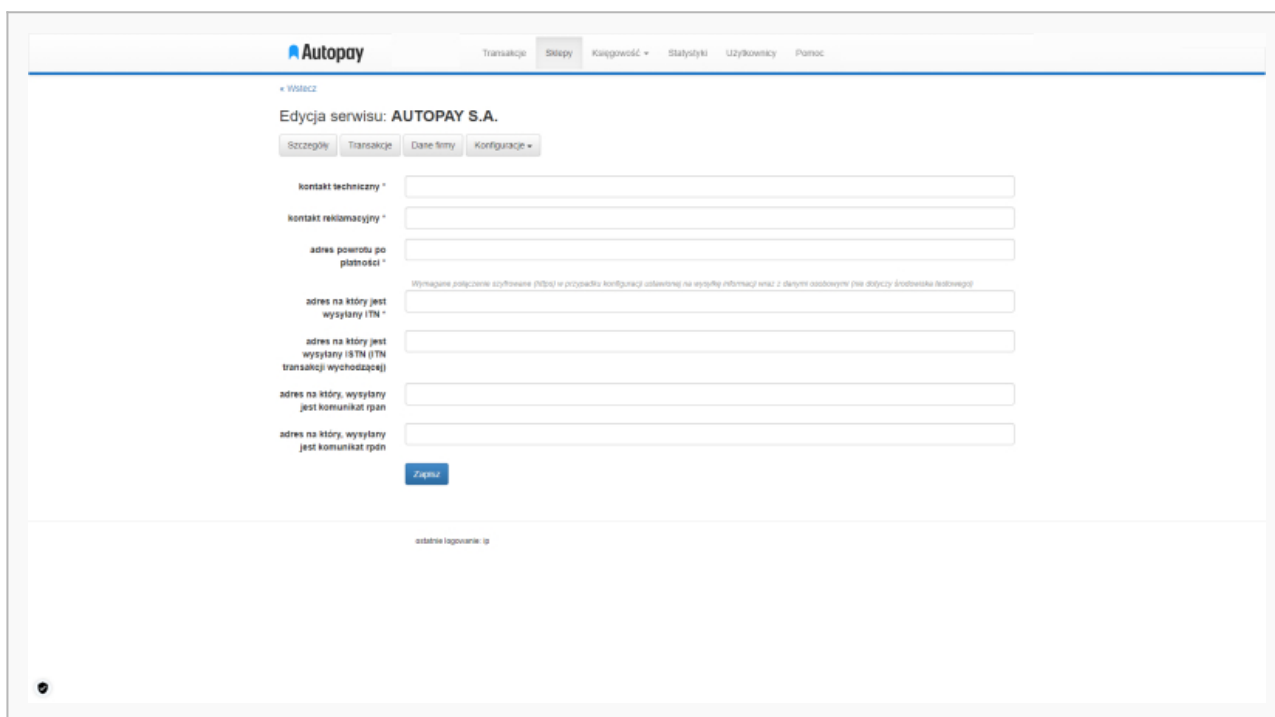 Autopay
Transakcje Sklepy Księgowość Statystyki Użytkownicy Pomoc
« Wstecz
Edycja serwisu: AUTOPAY S.A.
Szczegóły Transakcje Dane firmy Konfiguracje
kontakt techniczny *
kontakt reklamacyjny *
adres powrotu po
płatności *
Wymagane połączenie szyfrowane (https) w przypadku konfiguracji ustawionej na wysyłkę informacji wraz z danymi osobowymi (nie dotyczy środowiska testowego)
adres na który jest
wysyłany ITN *
adres na który jest
wysyłany ISTN (ITN
transakcji wychodzącej)
adres na który, wysyłany
jest komunikat rpan
adres na który, wysyłany
jest komunikat rpdn
Zapisz
ostatnie logowanie: ip